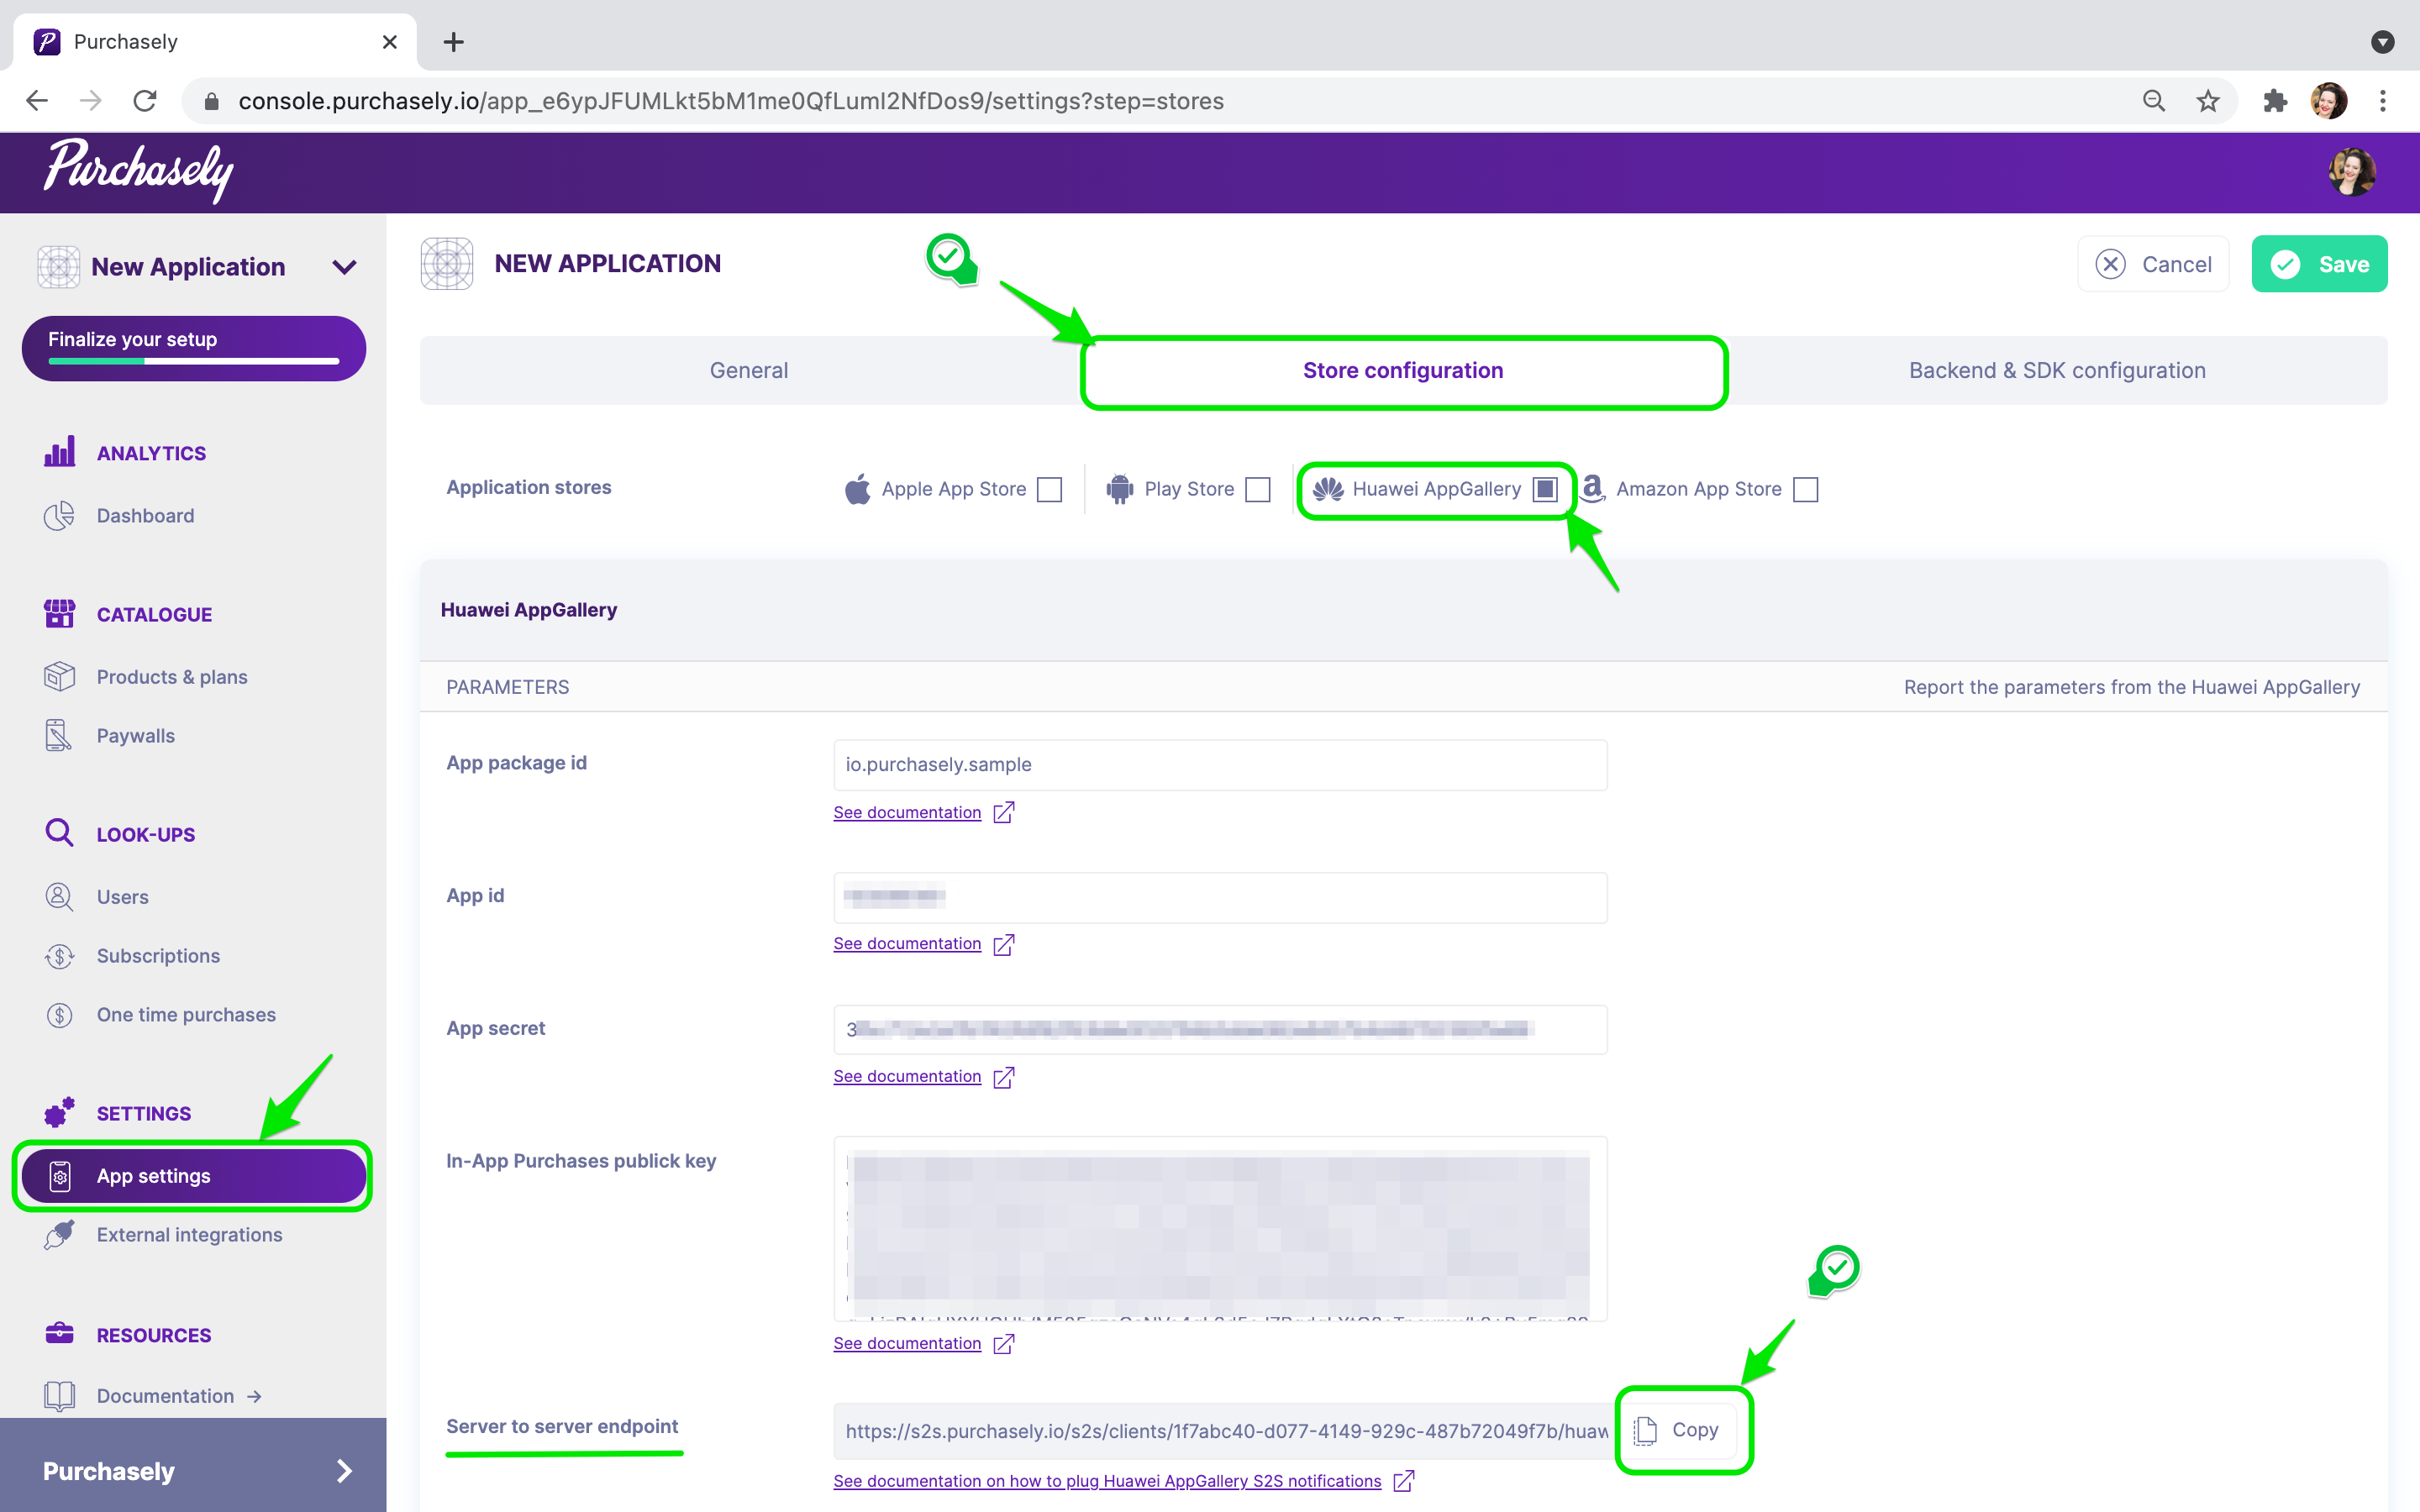 Purchasely
console.purchasely.io/app_e6ypJFUMLkt5bM1me0QfLumI2NfDos9/settings?step=stores
Purchasely
New Application
Finalize your setup
ANALYTICS
Dashboard
CATALOGUE
Products & plans
Paywalls
LOOK-UPS
Users
Subscriptions
One time purchases
SETTINGS
App settings
External integrations
RESOURCES
Documentation →
Purchasely
NEW APPLICATION
Cancel
Save
General
Store configuration
Backend & SDK configuration
Application stores
Apple App Store
Play Store
Huawei AppGallery
Amazon App Store
Huawei AppGallery
PARAMETERS
Report the parameters from the Huawei AppGallery
App package id
io.purchasely.sample
See documentation
App id
See documentation
App secret
See documentation
In-App Purchases publick key
See documentation
Server to server endpoint
https://s2s.purchasely.io/s2s/clients/1f7abc40-d077-4149-929c-487b72049f7b/huaw
Copy
See documentation on how to plug Huawei AppGallery S2S notifications